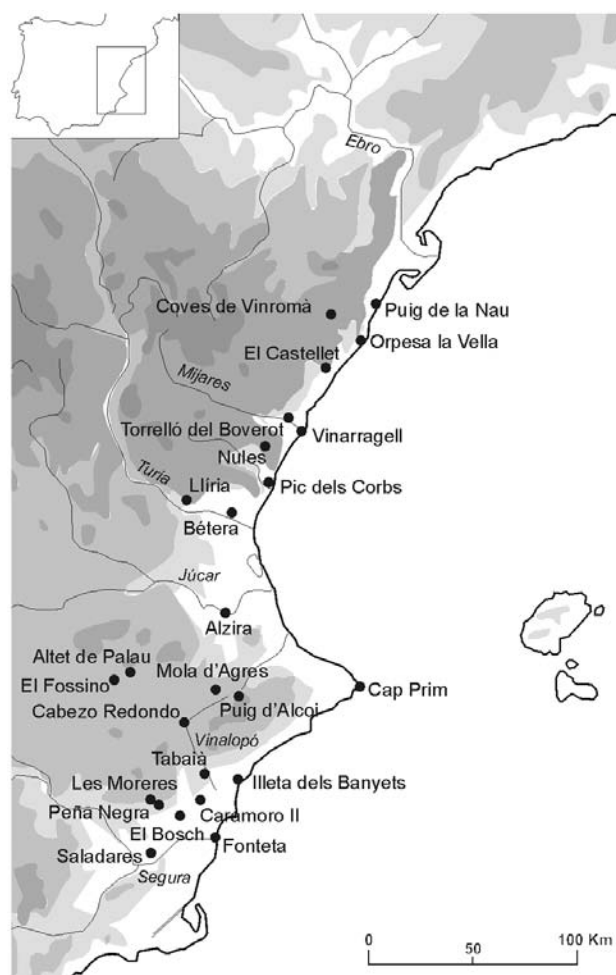 Ebro
Coves de Vinromà
Puig de la Nau
Orpesa la Vella
El Castellet
Mijares
Torrelló del Boverot
Vinarragell
Nules
Turia
Llíria
Pic dels Corbs
Bétera
Júcar
Alzira
Altet de Palau
Mola d'Agres
El Fossino
Cap Prim
Cabezo Redondo
Puig d'Alcoi
Vinalopó
Tabaià
Les Moreres
Illeta dels Banyets
Peña Negra
Caramoro II
El Bosch
Fonteta
Saladares
Segura
0 50 100 Km